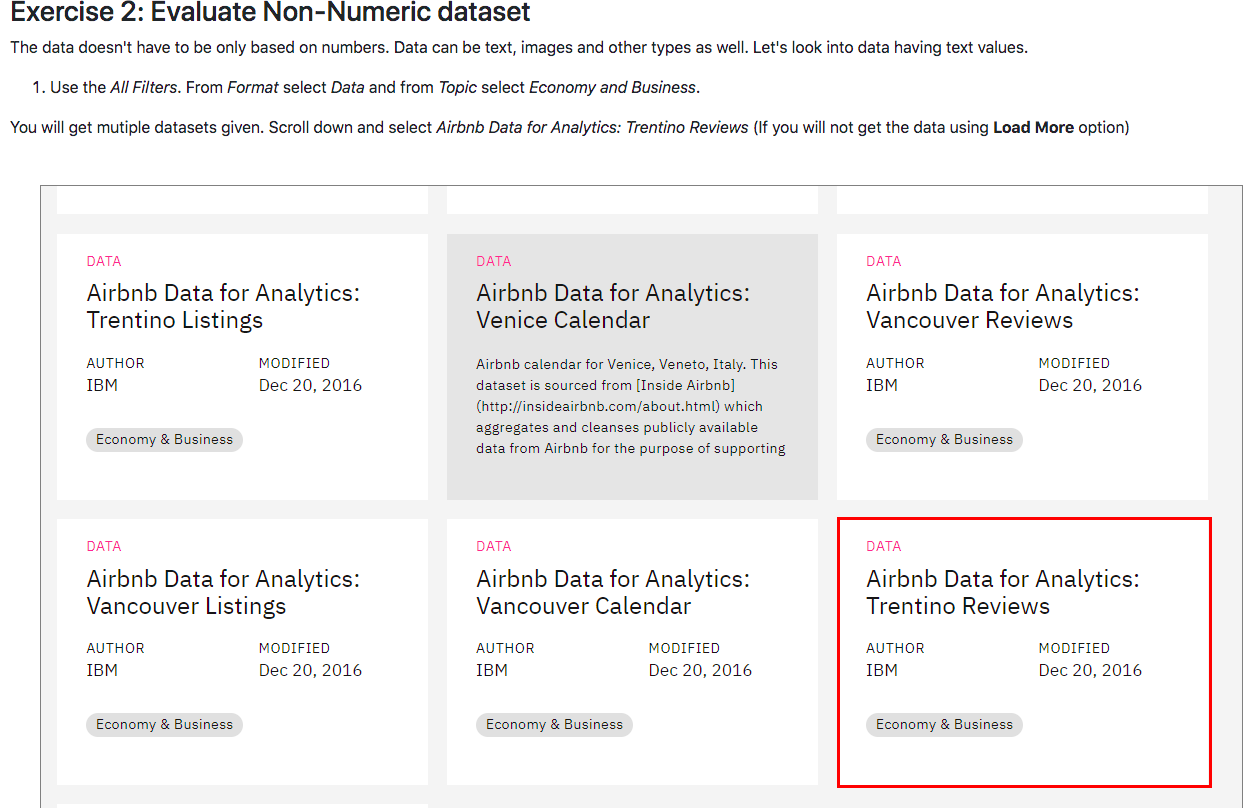 Exercise 2: Evaluate Non-Numeric dataset
The data doesn't have to be only based on numbers. Data can be text, images and other types as well. Let's look into data having text values.
1. Use the All Filters. From Format select Data and from Topic select Economy and Business.
You will get mutiple datasets given. Scroll down and select Airbnb Data for Analytics: Trentino Reviews (If you will not get the data using Load More option)
DATA
Airbnb Data for Analytics:
Trentino Listings
AUTHOR MODIFIED
IBM Dec 20, 2016
Economy & Business
DATA
Airbnb Data for Analytics:
Venice Calendar
Airbnb calendar for Venice, Veneto, Italy. This
dataset is sourced from [Inside Airbnb]
(http://insideairbnb.com/about.html) which
aggregates and cleanses publicly available
data from Airbnb for the purpose of supporting
DATA
Airbnb Data for Analytics:
Vancouver Reviews
AUTHOR MODIFIED
IBM Dec 20, 2016
Economy & Business
DATA
Airbnb Data for Analytics:
Vancouver Listings
AUTHOR MODIFIED
IBM Dec 20, 2016
Economy & Business
DATA
Airbnb Data for Analytics:
Vancouver Calendar
AUTHOR MODIFIED
IBM Dec 20, 2016
Economy & Business
DATA
Airbnb Data for Analytics:
Trentino Reviews
AUTHOR MODIFIED
IBM Dec 20, 2016
Economy & Business